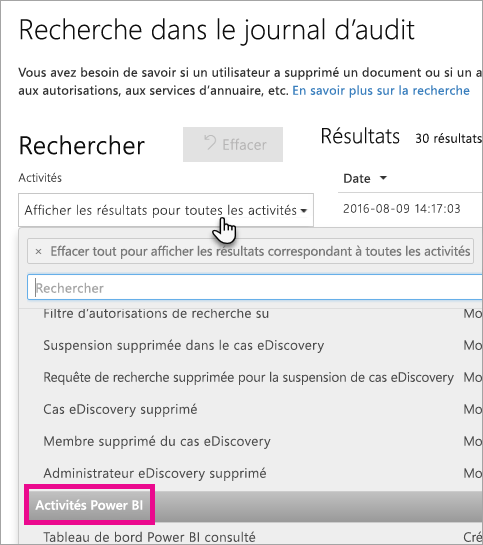 Recherche dans le journal d'audit
Vous avez besoin de savoir si un utilisateur a supprimé un document ou si un a
aux autorisations, aux services d'annuaire, etc. En savoir plus sur la recherche
Rechercher
Effacer
Activités
Afficher les résultats pour toutes les activités
Résultats 30 résultats
Date
2016-08-09 14:17:03
× Effacer tout pour afficher les résultats correspondant à toutes les activités
Rechercher
Filtre d'autorisations de recherche su Mo
Suspension supprimée dans le cas eDiscovery Mo
Requête de recherche supprimée pour la suspension de cas eDiscovery Mo
Cas eDiscovery supprimé Mo
Membre supprimé du cas eDiscovery Mo
Administrateur eDiscovery supprimé Mo
Activités Power BI
Tableau de bord Power BI consulté Cré